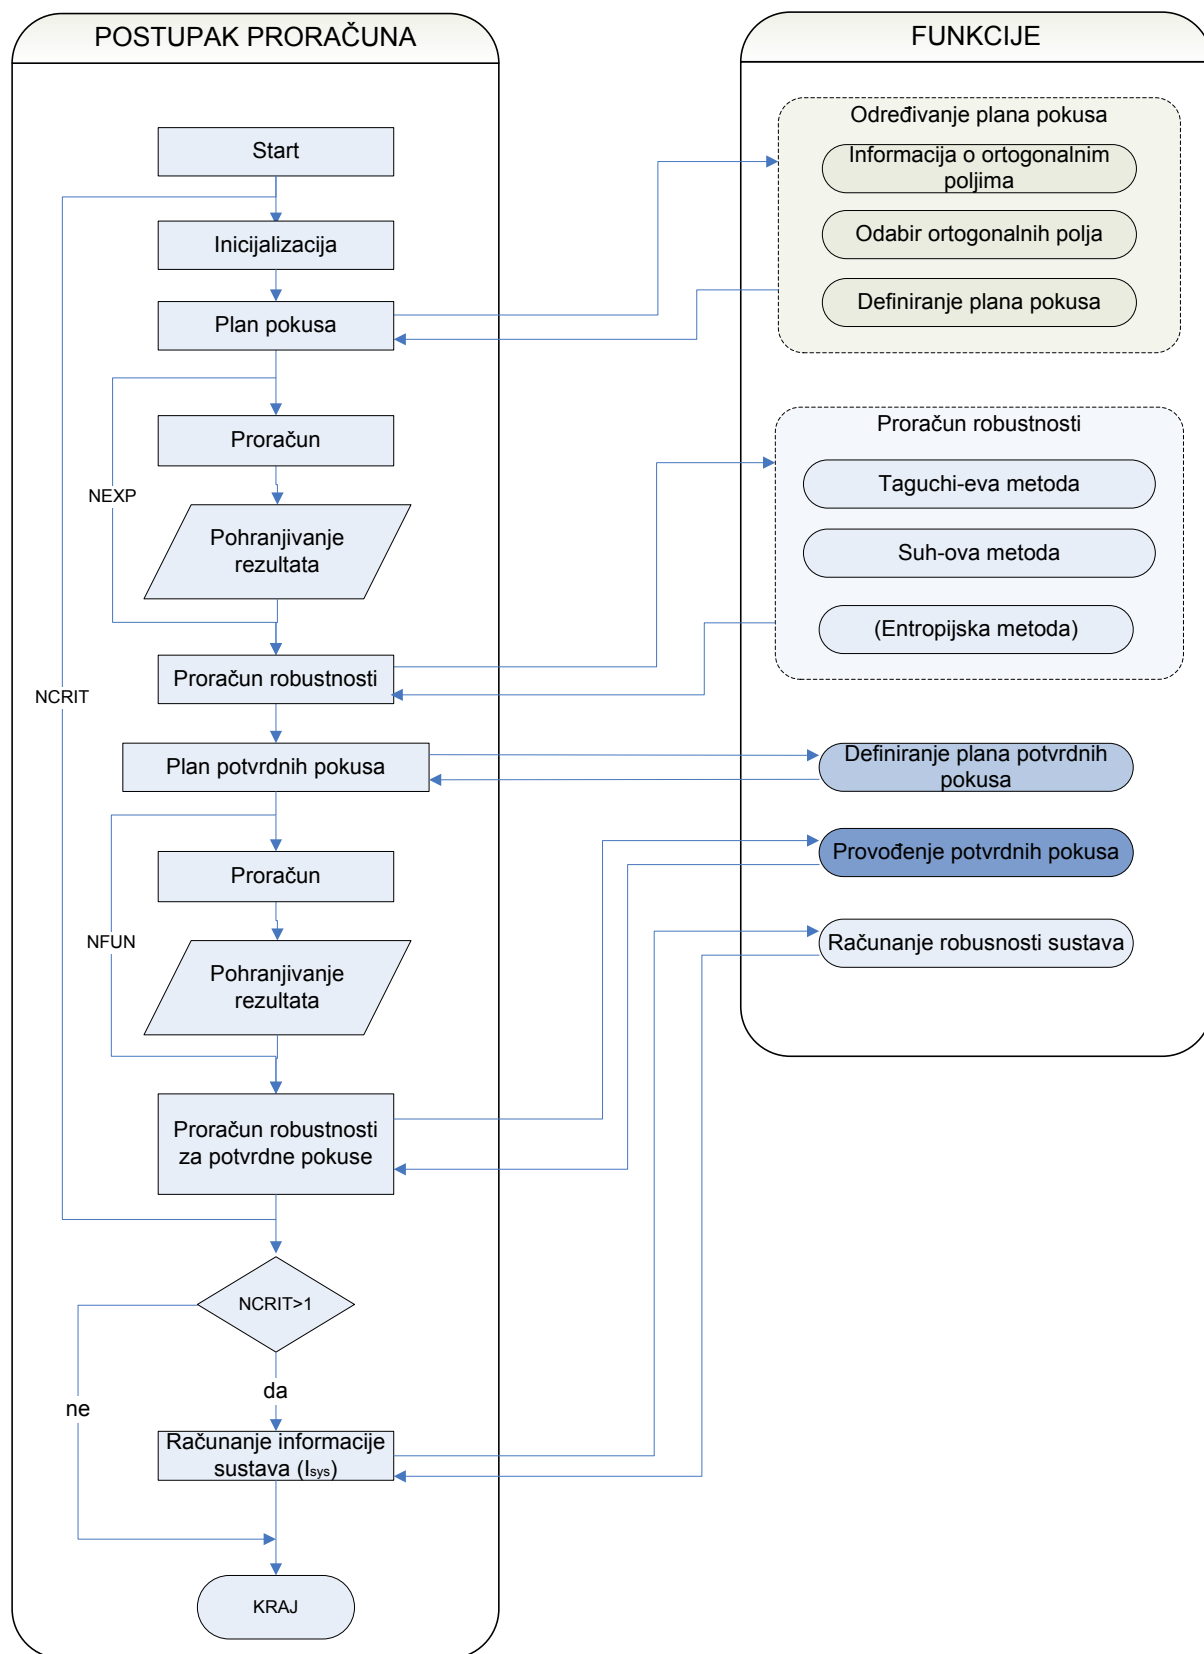 POSTUPAK PRORAČUNA
Start
Inicijalizacija
Plan pokusa
Proračun
NEXP
Pohranjivanje
rezultata
Proračun robustnosti
NCRIT
Plan potvrdnih pokusa
Proračun
NFUN
Pohranjivanje
rezultata
Proračun robustnosti
za potvrdne pokuse
NCRIT>1
da
ne
Računanje informacije
sustava (Isys)
KRAJ
FUNKCIJE
Određivanje plana pokusa
Informacija o ortogonalnim
poljima
Odabir ortogonalnih polja
Definiranje plana pokusa
Proračun robustnosti
Taguchi-eva metoda
Suh-ova metoda
(Entropijska metoda)
Definiranje plana potvrdnih
pokusa
Provođenje potvrdnih pokusa
Računanje robusnosti sustava